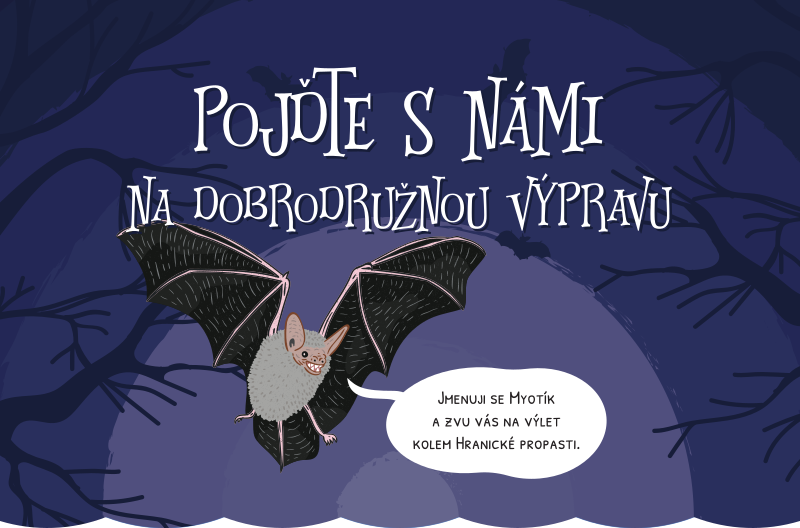 Pojďte s námi
na dobrodružnou výpravu
Jmenuji se Myotík
a zvu vás na výlet
kolem Hranické propasti.